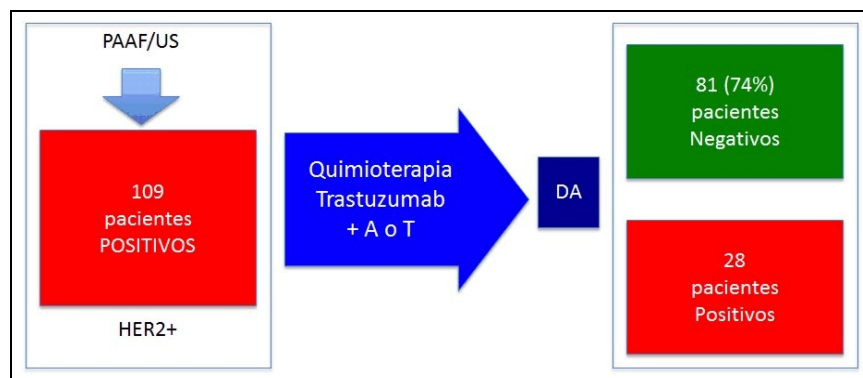 PAAF/US
109
pacientes
POSITIVOS
HER2+
Quimioterapia
Trastuzumab
+ A o T
DA
81 (74%)
pacientes
Negativos
28
pacientes
Positivos